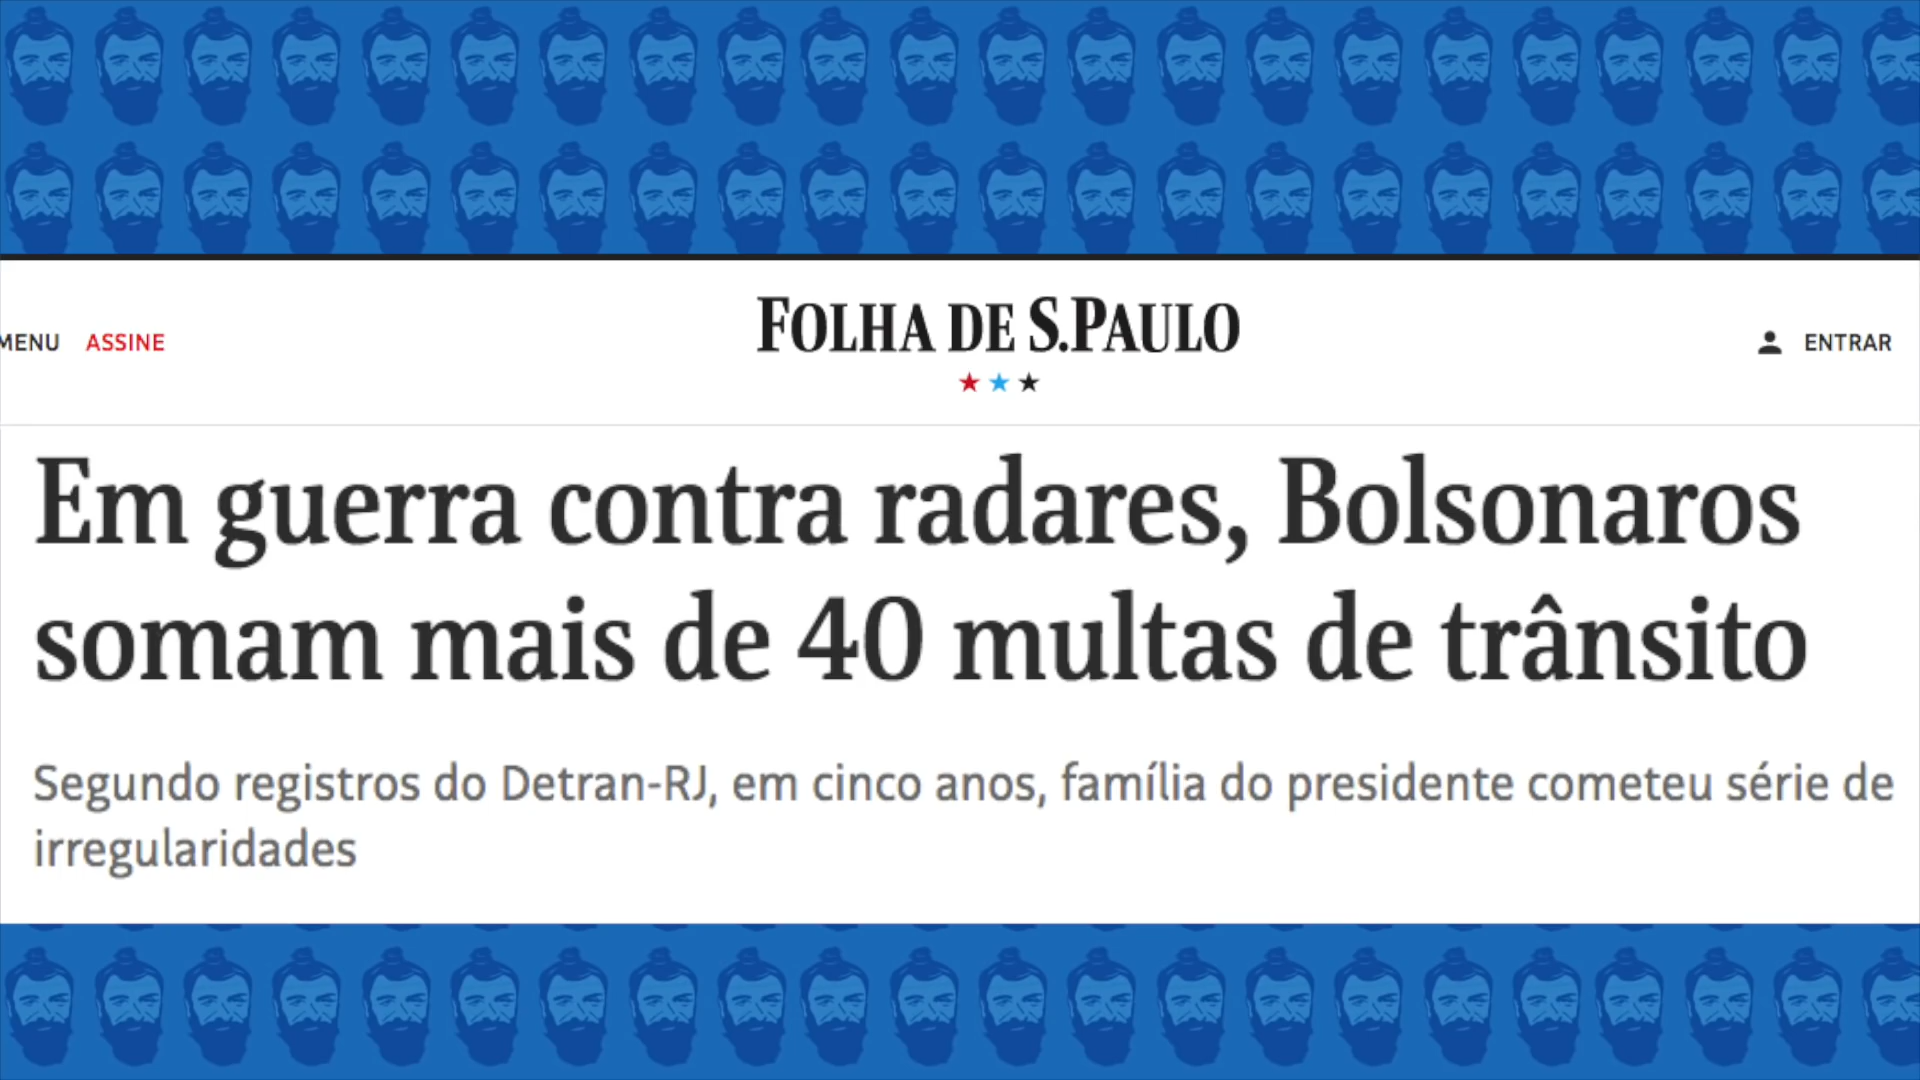 MENU ASSINE FOLHA DE S.PAULO ENTRAR
Em guerra contra radares, Bolsonaros
somam mais de 40 multas de trânsito
Segundo registros do Detran-RJ, em cinco anos, família do presidente cometeu série de
irregularidades